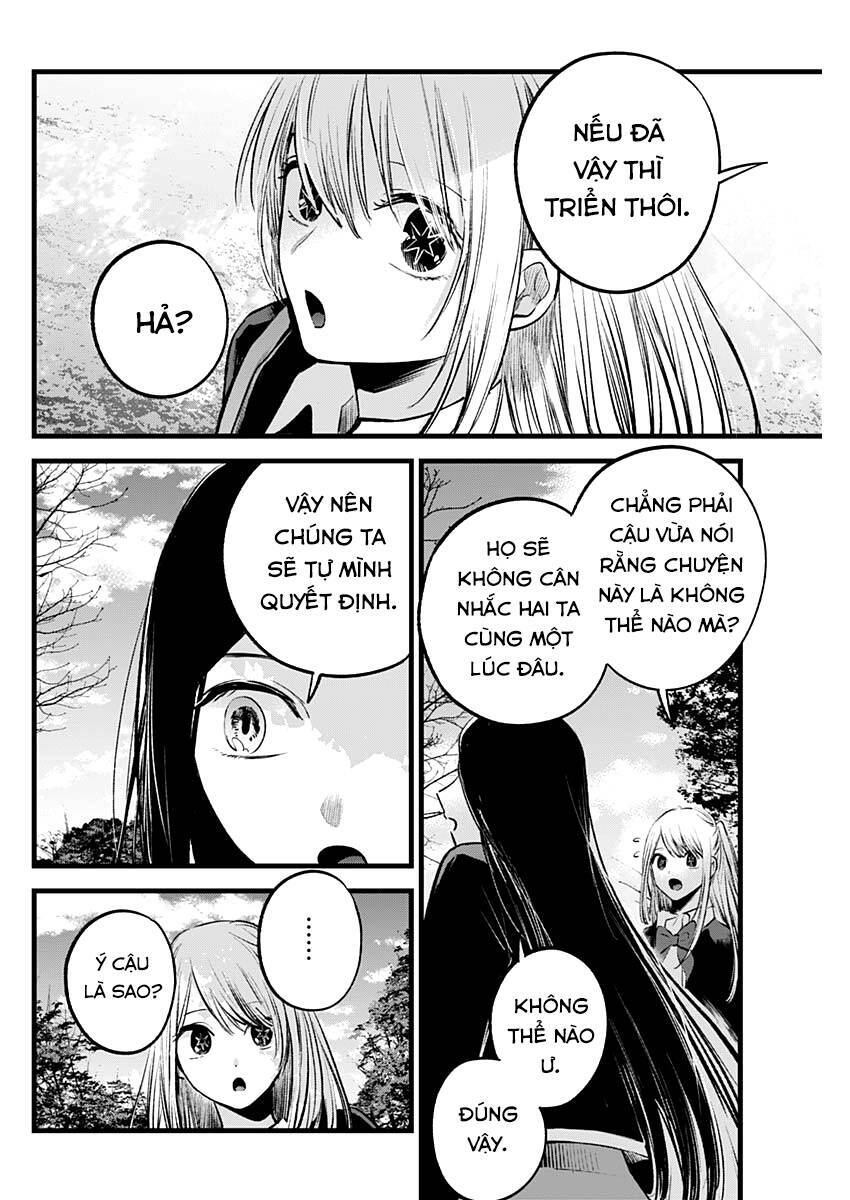 NẾU ĐÃ
VẬY THÌ
TRIỂN THÔI.
HẢ?
CHẲNG PHẢI
CẬU VỪA NÓI
RẰNG CHUYỆN
NÀY LÀ KHÔNG
THỂ NÀO MÀ?
HỌ SẼ
KHÔNG CÂN
NHẮC HAI TA
CÙNG MỘT
LÚC ĐÂU.
KHÔNG
THỂ NÀO
Ư.
ĐÚNG
VẬY.
VẬY NÊN
CHÚNG TA
SẼ TỰ MÌNH
QUYẾT ĐỊNH.
......
Ý CẬU
LÀ SAO?